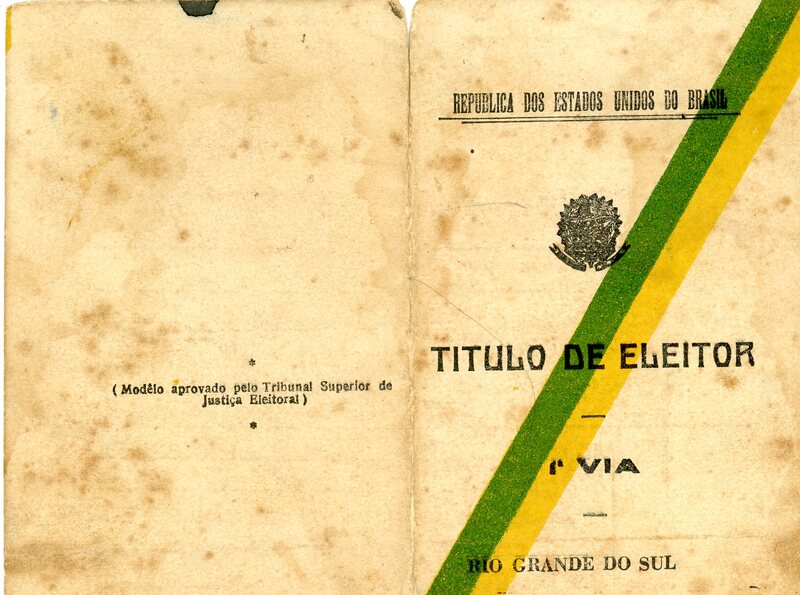 *
( Modêlo aprovado pelo Tribunal Superior de
Justiça Eleitoral )
*
REPUBLICA DOS ESTADOS UNIDOS DO BRASIL
TITULO DE ELEITOR
1ª VIA
RIO GRANDE DO SUL